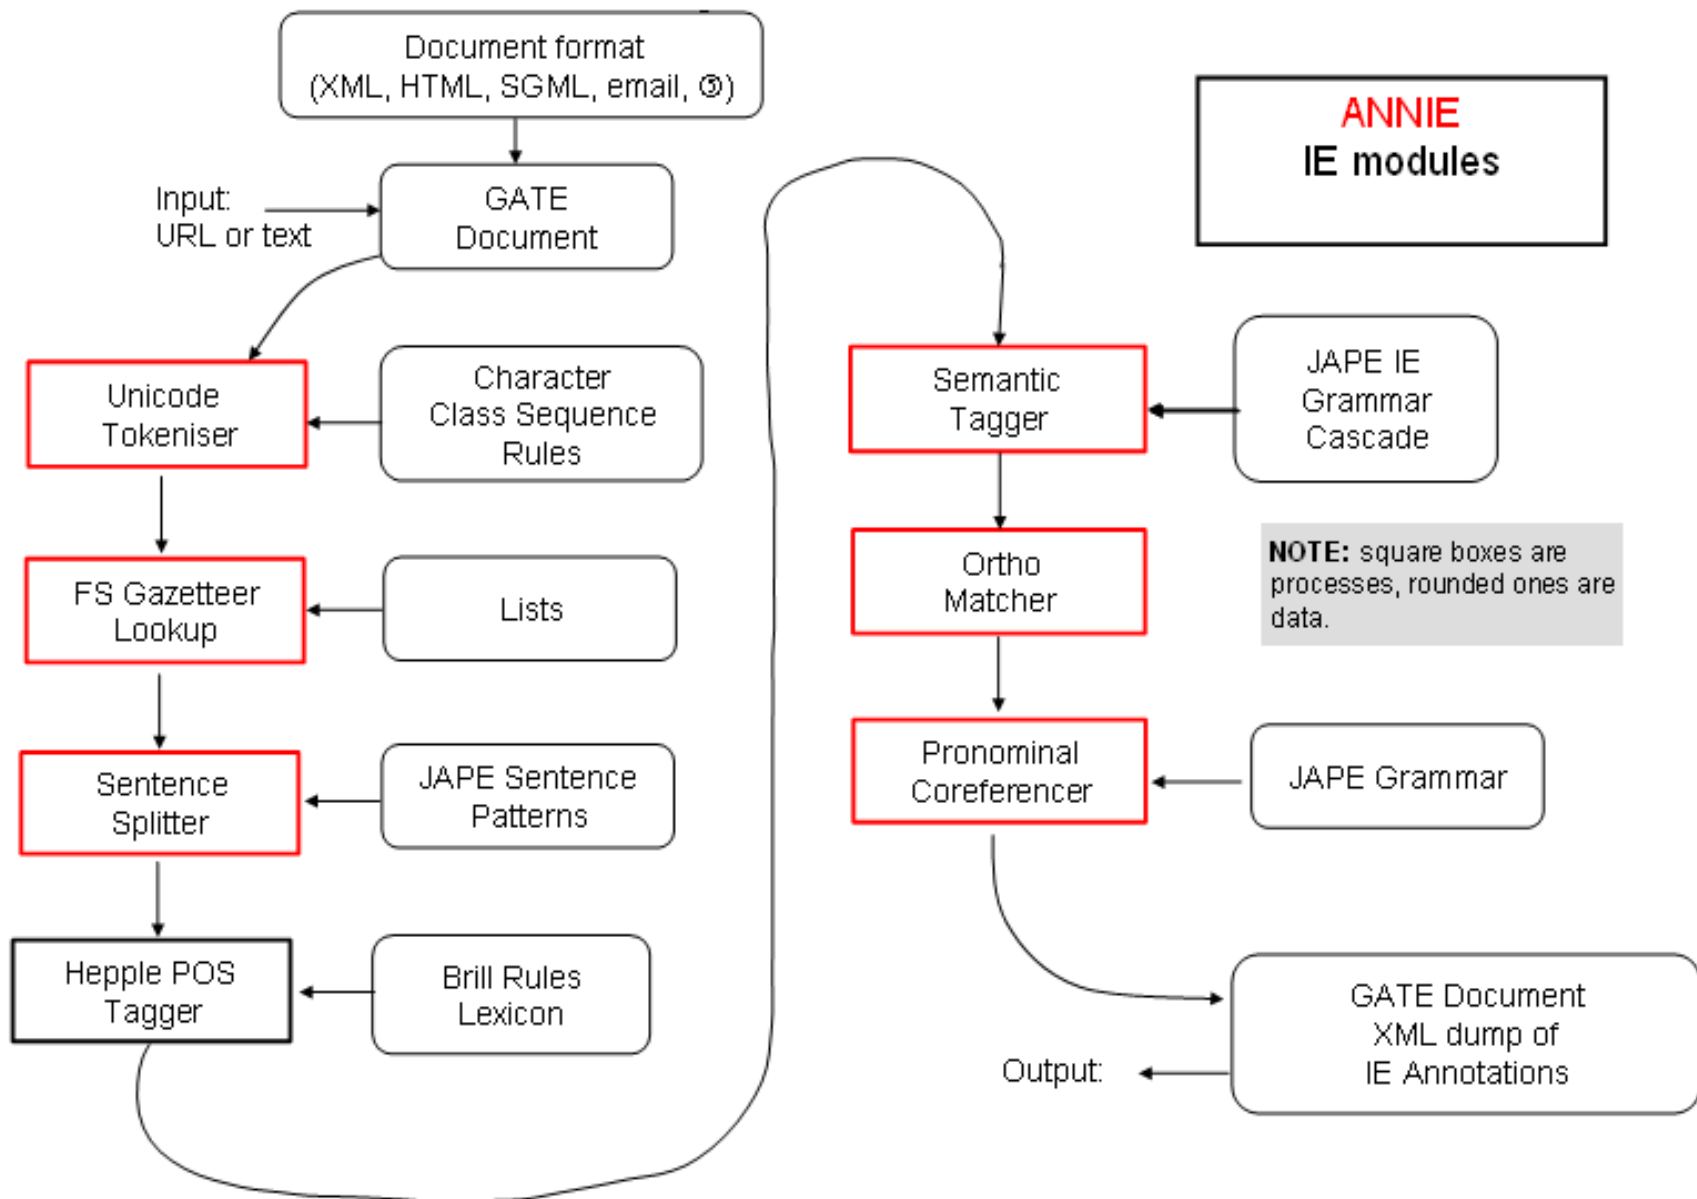 Document format
(XML, HTML, SGML, email, ③)
ANNIE
IE modules
Input:
URL or text
GATE
Document
Unicode
Tokeniser
Character
Class Sequence
Rules
FS Gazetteer
Lookup
Lists
Sentence
Splitter
JAPE Sentence
Patterns
Hepple POS
Tagger
Brill Rules
Lexicon
Semantic
Tagger
JAPE IE
Grammar
Cascade
Ortho
Matcher
NOTE: square boxes are
processes, rounded ones are
data.
Pronominal
Coreferencer
JAPE Grammar
GATE Document
XML dump of
IE Annotations
Output: